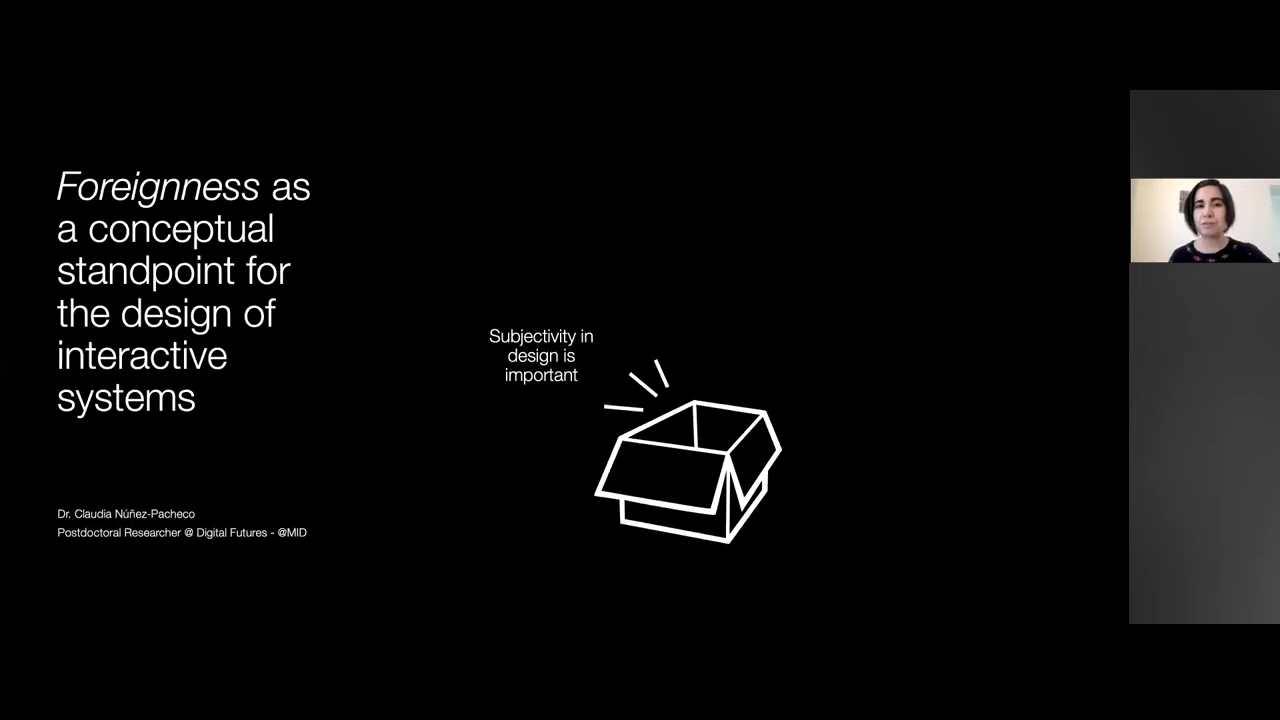 Foreignness as
a conceptual
standpoint for
the design of
interactive
systems
Subjectivity in
design is
important
Dr. Claudia Núñez-Pacheco
Postdoctoral Researcher @ Digital Futures - @MID